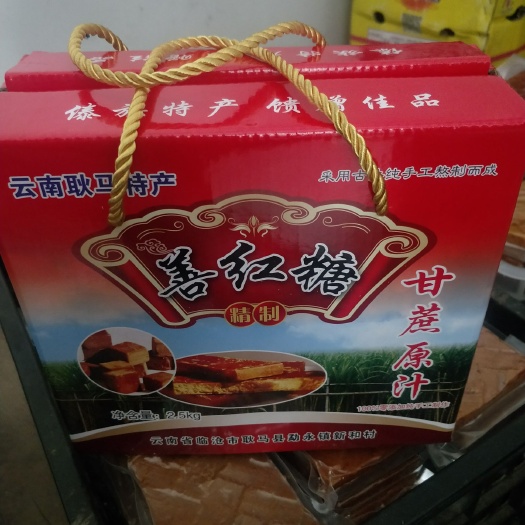 傣族特产 馈赠佳品
云南耿马特产
采用古法纯手工熬制而成
善红糖
精制
甘蔗原汁
净含量：2.5kg
云南省临沧市耿马县勐永镇新和村